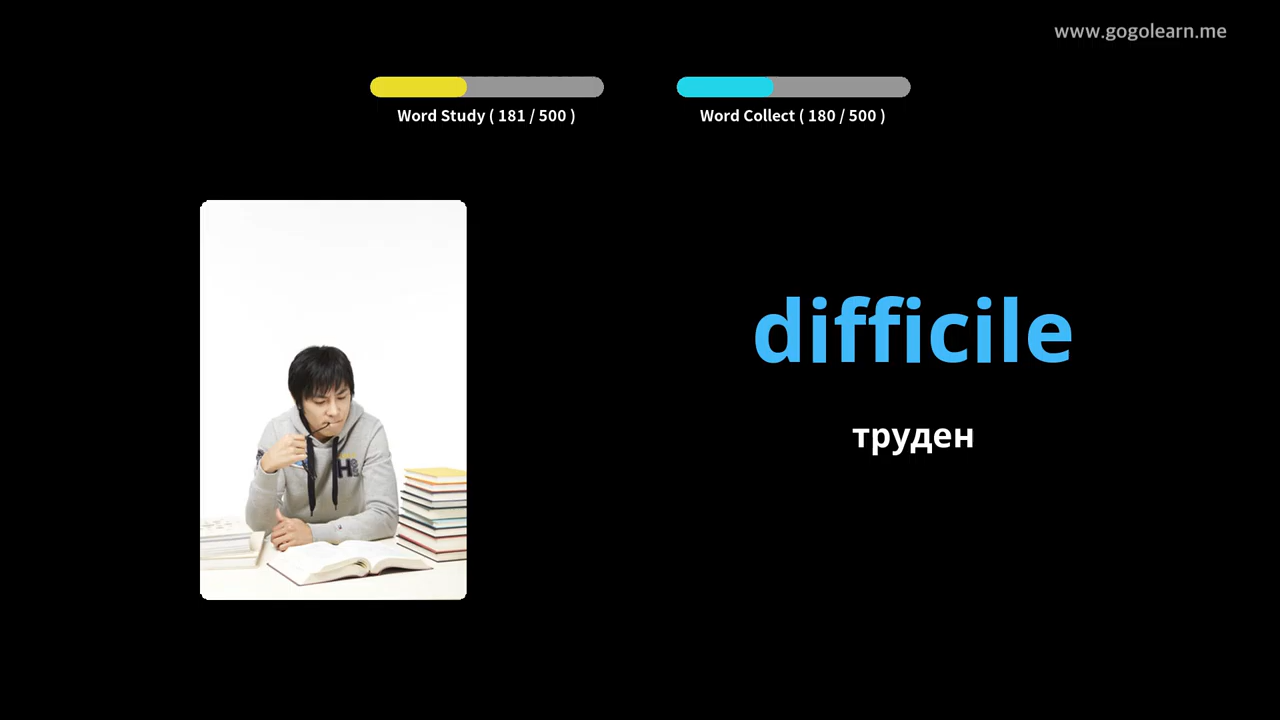 www.gogolearn.me
Word Study ( 181 / 500 )
Word Collect ( 180 / 500 )
difficile
труден
H